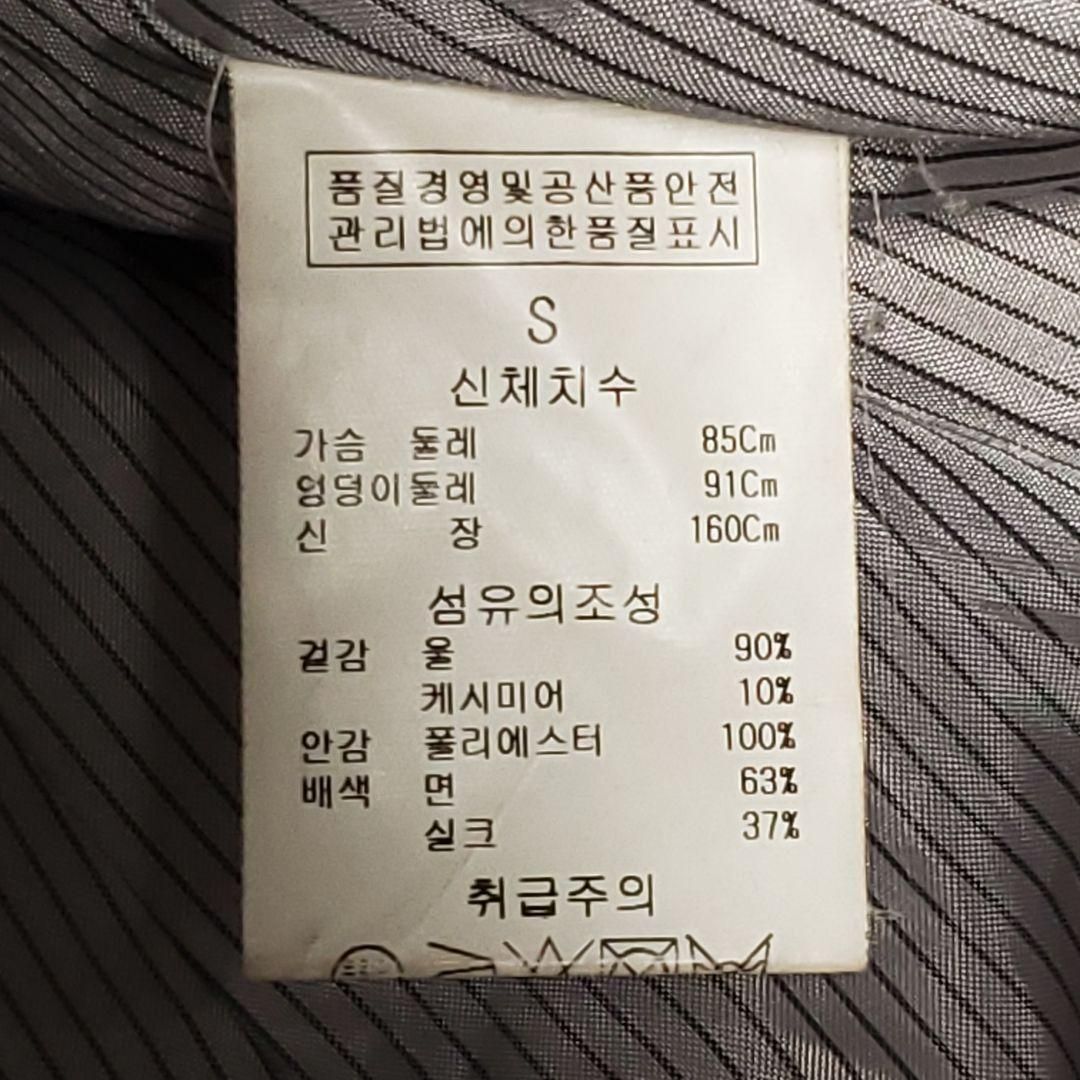 품질경영및공산품안전
관리법에의한품질표시
S
신체치수
가슴 둘레 85Cm
엉덩이둘레 91Cm
신 장 160Cm
섬유의조성
겉감 울 90%
케시미어 10%
안감 폴리에스터 100%
배색 면 63%
실크 37%
취급주의